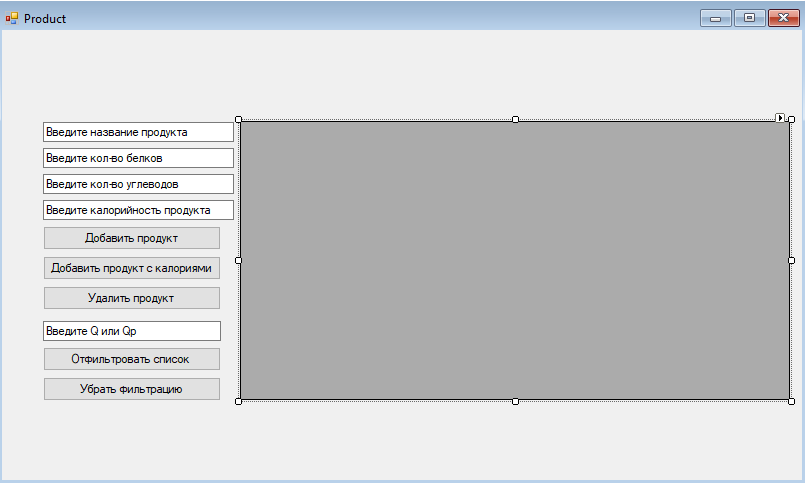 Product
Введите название продукта
Введите кол-во белков
Введите кол-во углеводов
Введите калорийность продукта
Добавить продукт
Добавить продукт с калориями
Удалить продукт
Введите Q или Qp
Отфильтровать список
Убрать фильтрацию